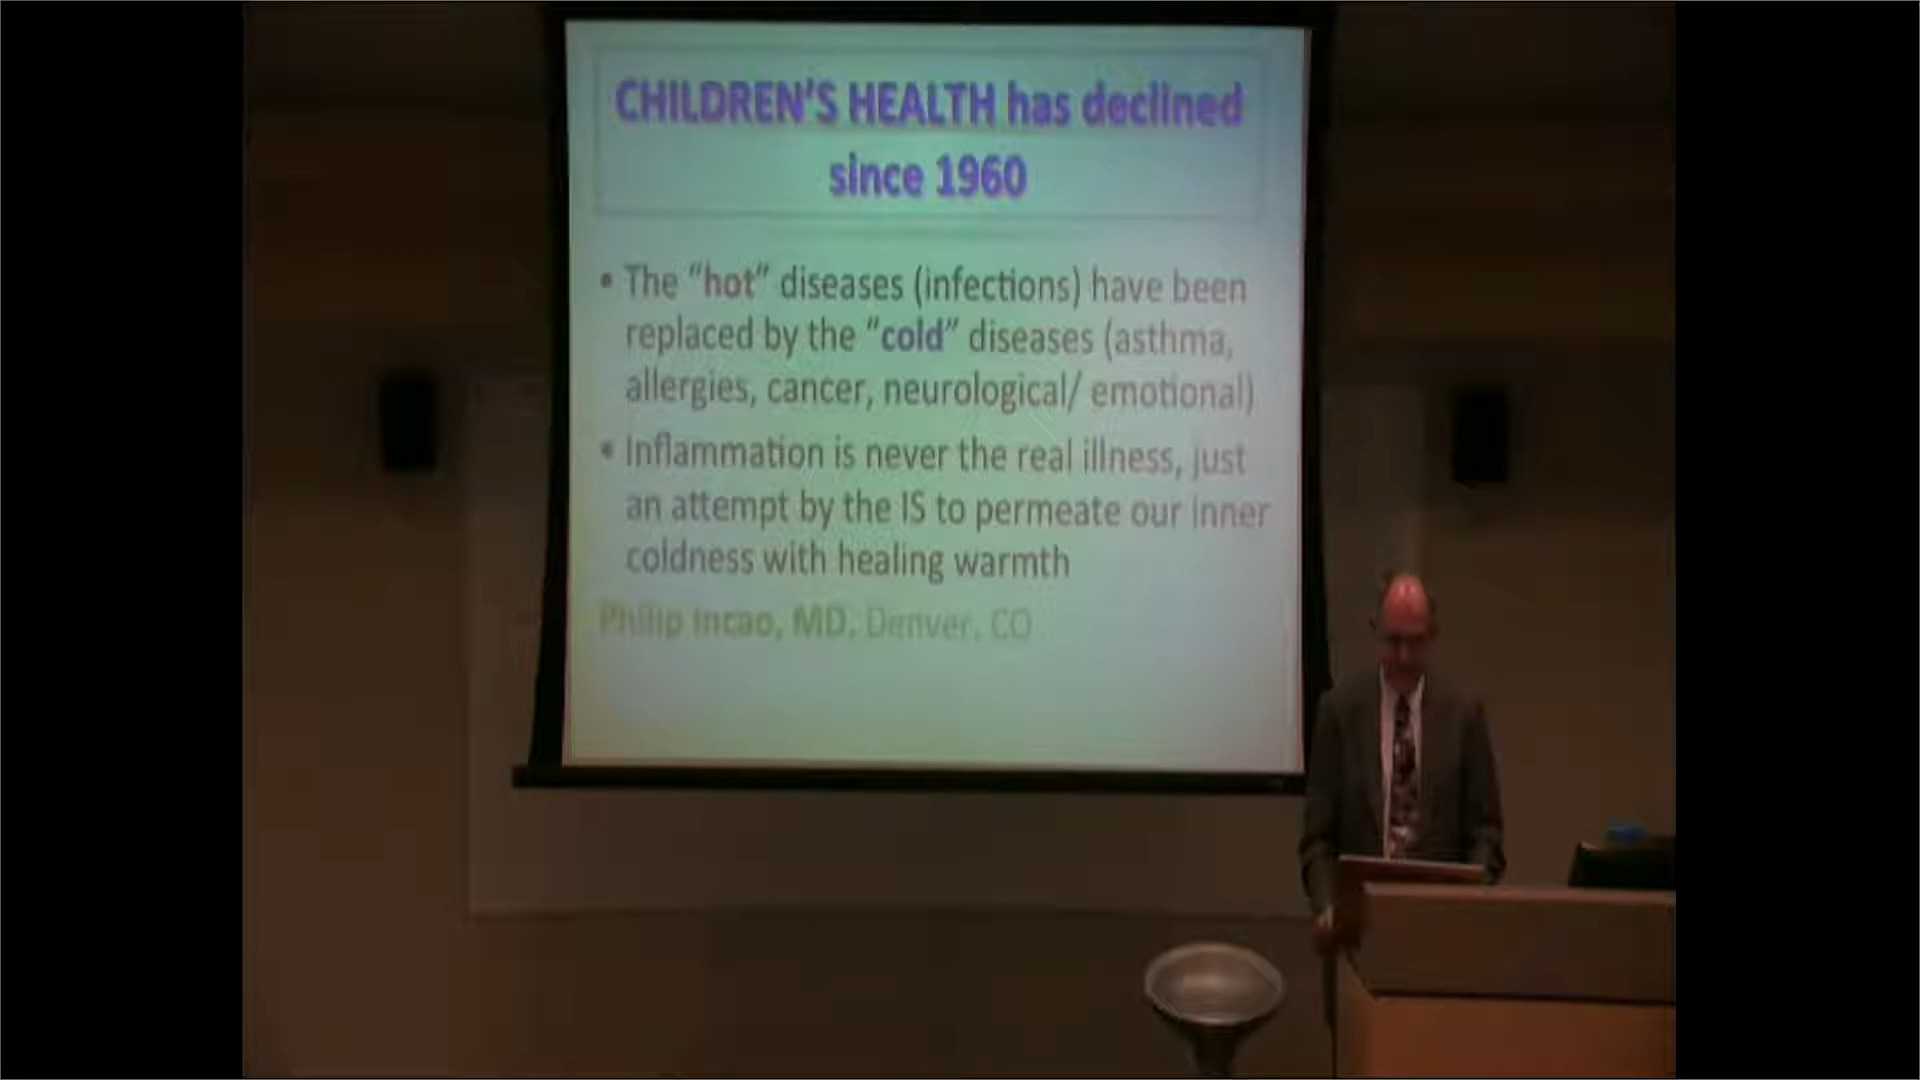 CHILDREN'S HEALTH has declined
since 1960
• The "hot" diseases (infections) have been
replaced by the "cold" diseases (asthma,
allergies, cancer, neurological/ emotional)
• Inflammation is never the real illness, just
an attempt by the IS to permeate our inner
coldness with healing warmth
Philip Incao, MD, Denver, CO